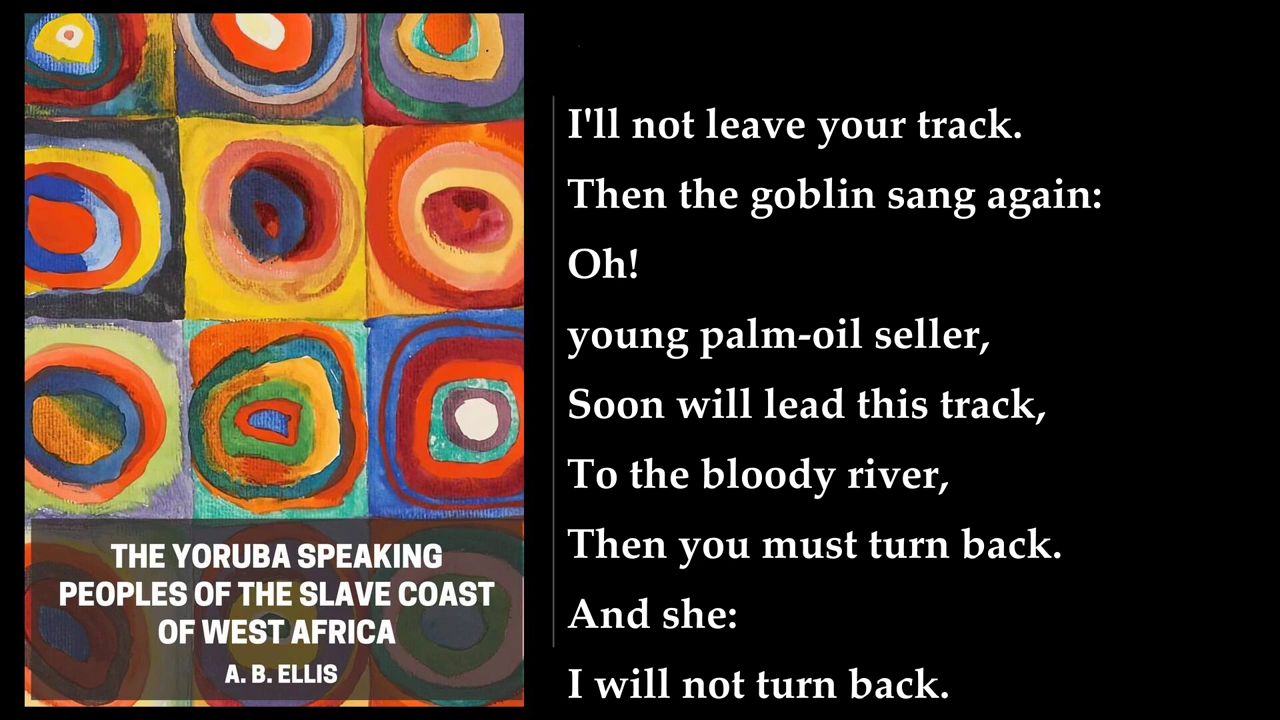 THE YORUBA SPEAKING
PEOPLES OF THE SLAVE COAST
OF WEST AFRICA
A. B. ELLIS
I'll not leave your track.
Then the goblin sang again:
Oh!
young palm-oil seller,
Soon will lead this track,
To the bloody river,
Then you must turn back.
And she:
I will not turn back.